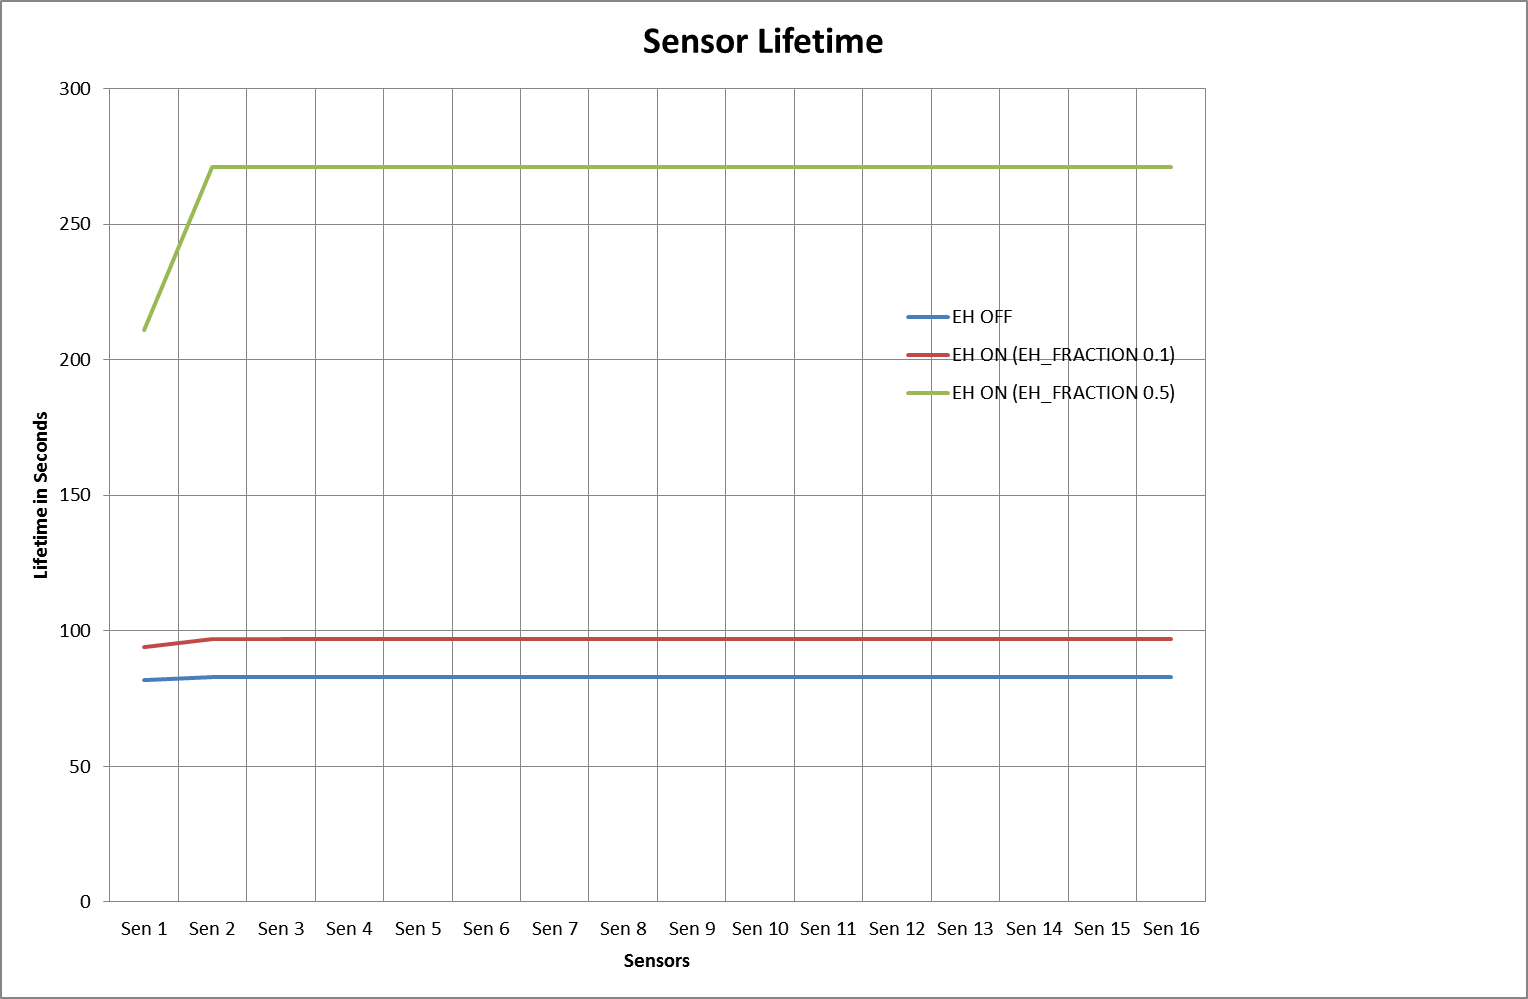 Sensor Lifetime
300
250
200
150
100
50
0
Lifetime in Seconds
EH OFF
EH ON (EH_FRACTION 0.1)
EH ON (EH_FRACTION 0.5)
Sen 1 Sen 2 Sen 3 Sen 4 Sen 5 Sen 6 Sen 7 Sen 8 Sen 9 Sen 10 Sen 11 Sen 12 Sen 13 Sen 14 Sen 15 Sen 16
Sensors